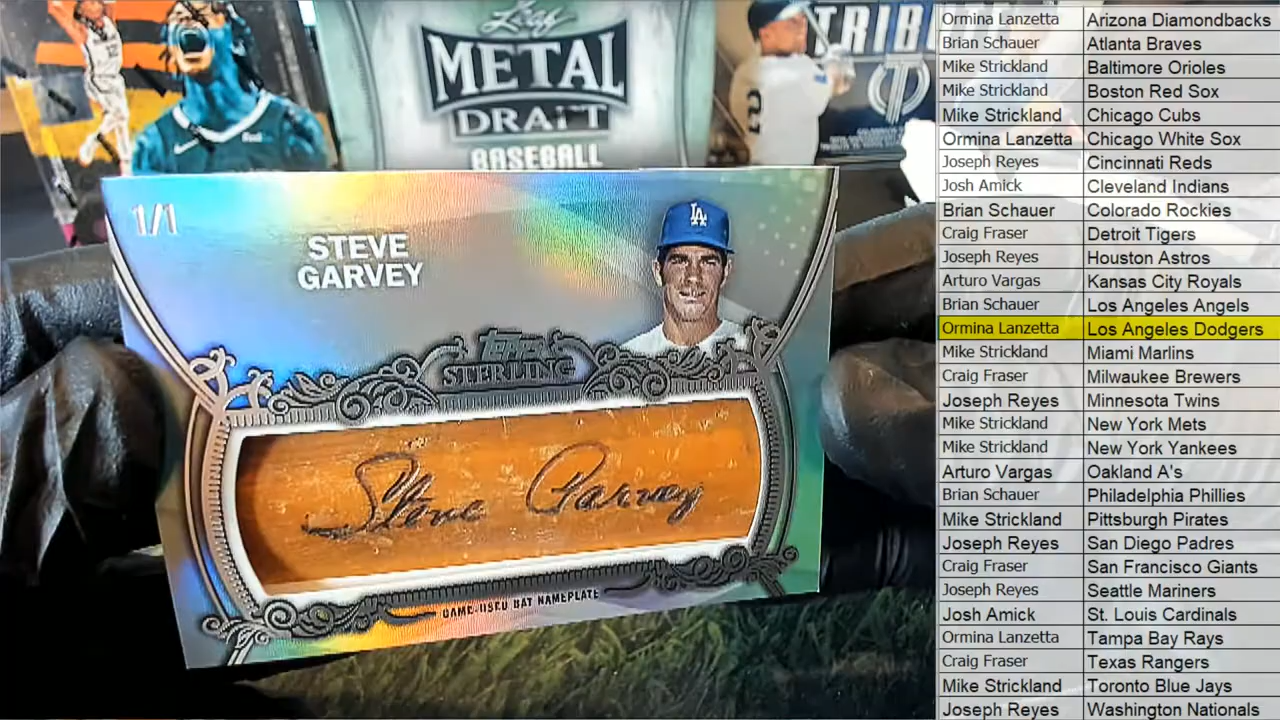 Leaf
METAL
DRAFT
BASEBALL
TRIB
2
1/1
STEVE
GARVEY
LA
TOPPS
STERLING
Steve Garvey
GAME-USED BAT NAMEPLATE
Ormina Lanzetta Arizona Diamondbacks
Brian Schauer Atlanta Braves
Mike Strickland Baltimore Orioles
Mike Strickland Boston Red Sox
Mike Strickland Chicago Cubs
Ormina Lanzetta Chicago White Sox
Joseph Reyes Cincinnati Reds
Josh Amick Cleveland Indians
Brian Schauer Colorado Rockies
Craig Fraser Detroit Tigers
Joseph Reyes Houston Astros
Arturo Vargas Kansas City Royals
Brian Schauer Los Angeles Angels
Ormina Lanzetta Los Angeles Dodgers
Mike Strickland Miami Marlins
Craig Fraser Milwaukee Brewers
Joseph Reyes Minnesota Twins
Mike Strickland New York Mets
Mike Strickland New York Yankees
Arturo Vargas Oakland A's
Brian Schauer Philadelphia Phillies
Mike Strickland Pittsburgh Pirates
Joseph Reyes San Diego Padres
Craig Fraser San Francisco Giants
Joseph Reyes Seattle Mariners
Josh Amick St. Louis Cardinals
Ormina Lanzetta Tampa Bay Rays
Craig Fraser Texas Rangers
Mike Strickland Toronto Blue Jays
Joseph Reyes Washington Nationals